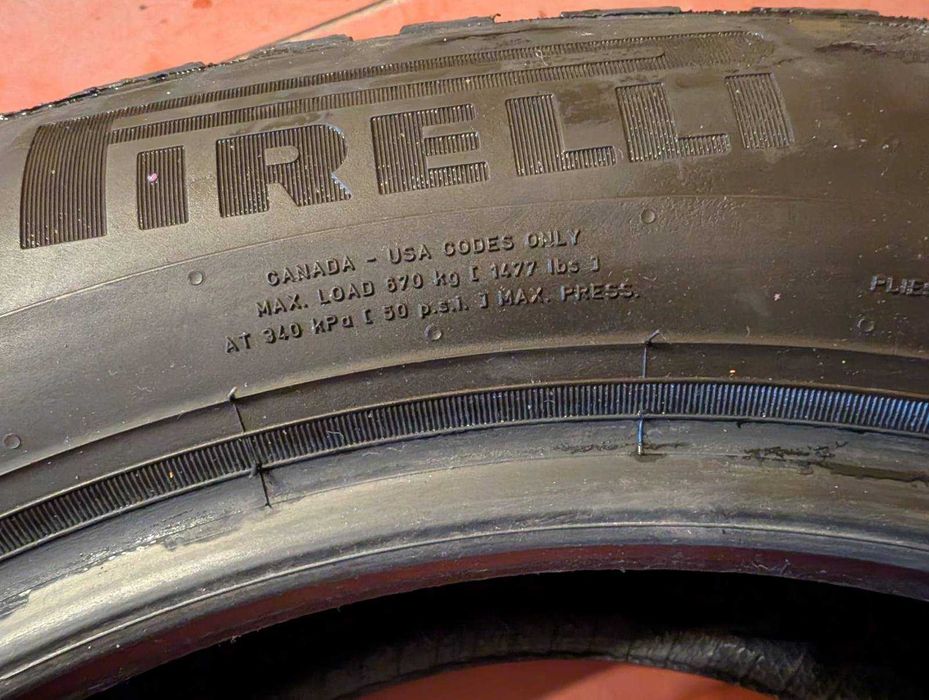 PIRELLI
CANADA - USA CODES ONLY
MAX. LOAD 670 kg [ 1477 lbs ]
AT 340 kPa [ 50 p.s.i. ] MAX. PRESS.